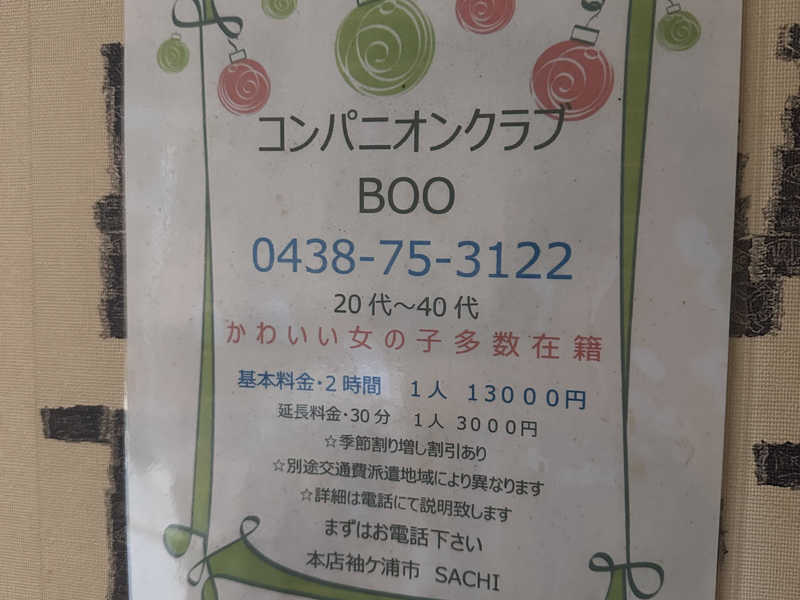 コンパニオンクラブ
BOO
0438-75-3122
20代～40代
かわいい女の子多数在籍
基本料金・2時間 1人 13000円
延長料金・30分 1人 3000円
☆季節割り増し割引あり
☆別途交通費派遣地域により異なります
☆詳細は電話にて説明致します
まずはお電話下さい
本店袖ケ浦市 SACHI